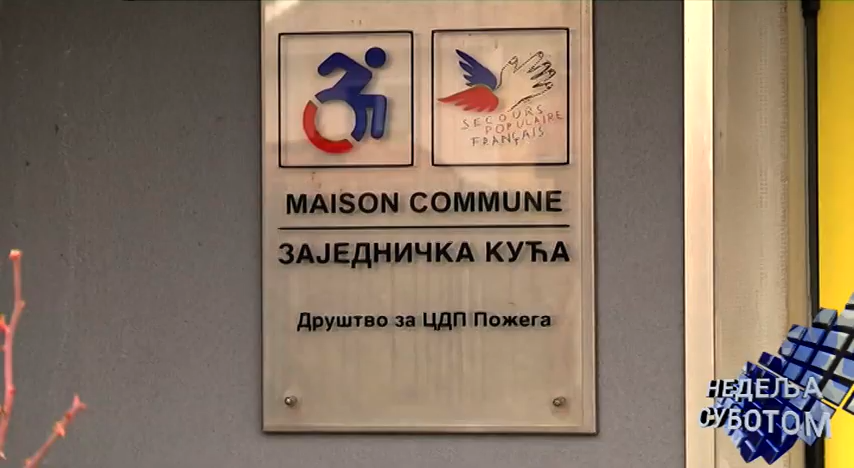 SECOURS
POPULAIRE
FRANÇAIS
MAISON COMMUNE
ЗАЈЕДНИЧКА КУЋА
Друштво за ЦДП Пожега
НЕДЕЉА
СУБОТОМ